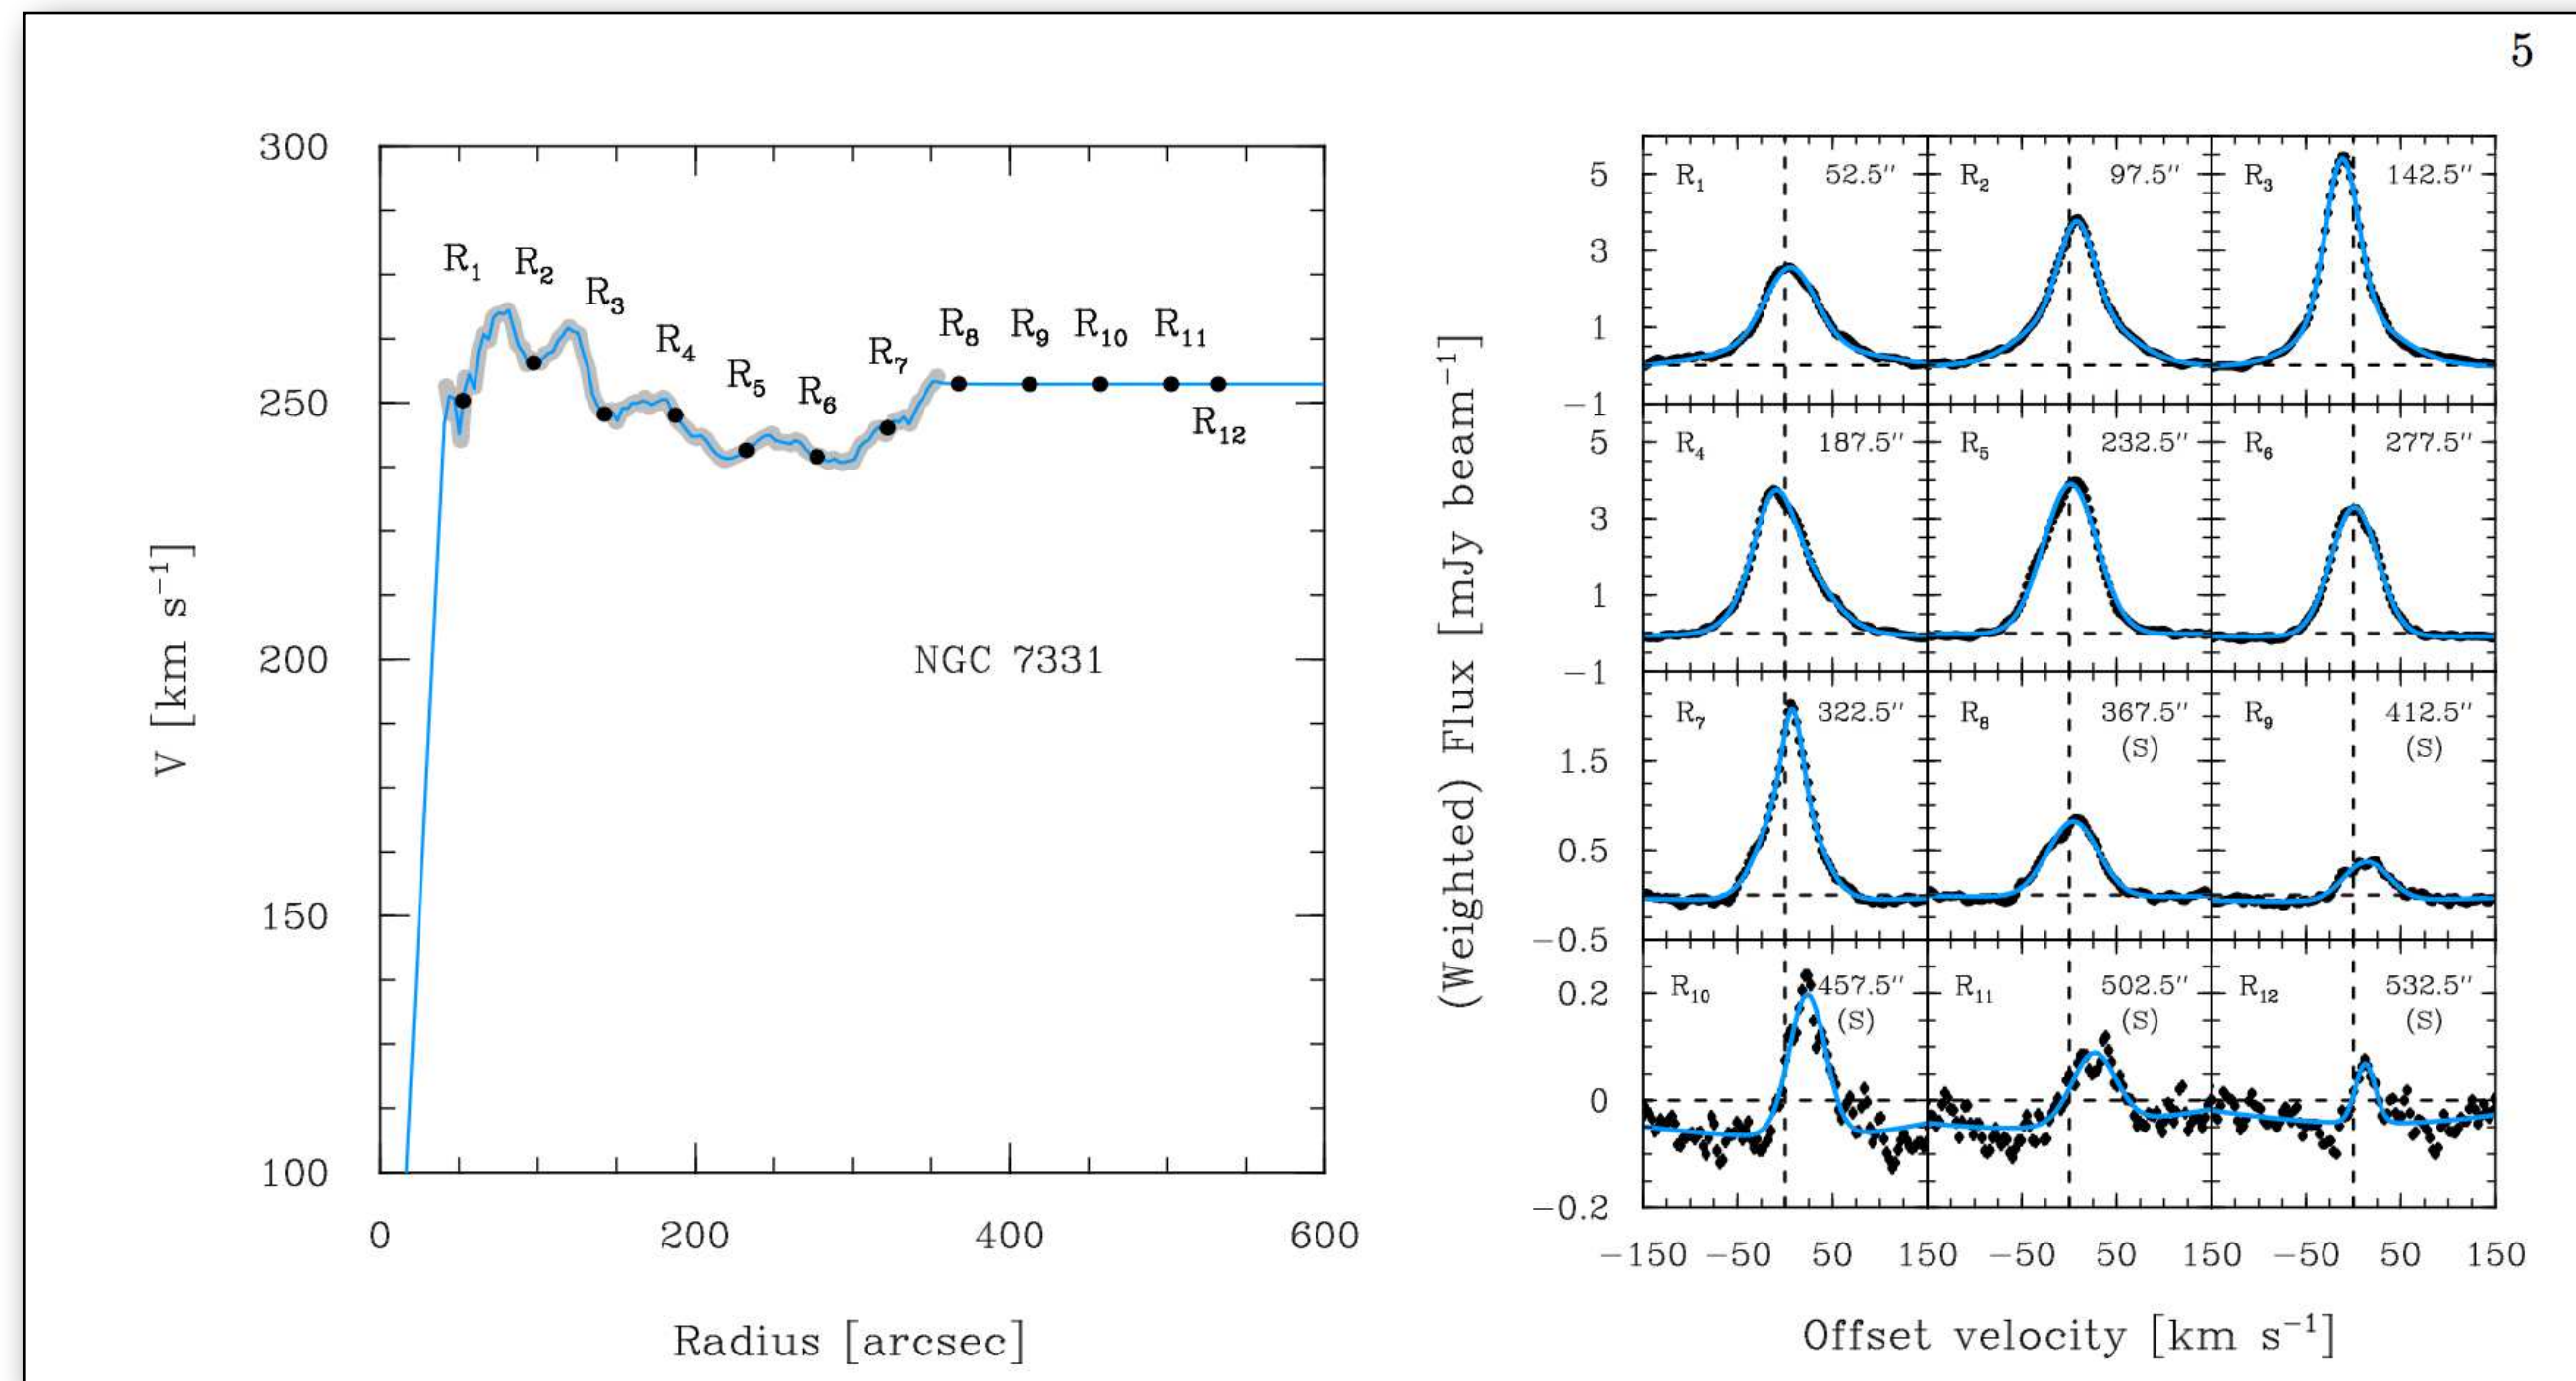 5
300
250
200
150
100
V [km s⁻¹]
R₁ R₂ R₃ R₄ R₅ R₆ R₇ R₈ R₉ R₁₀ R₁₁
R₁₂
NGC 7331
0 200 400 600
Radius [arcsec]
(Weighted) Flux [mJy beam⁻¹]
5
3
1
−1
R₁ 52.5″ R₂ 97.5″ R₃ 142.5″
5
3
1
−1
R₄ 187.5″ R₅ 232.5″ R₆ 277.5″
1.5
0.5
−0.5
R₇ 322.5″ R₈ 367.5″ R₉ 412.5″
(S) (S)
0.2
0
−0.2
R₁₀ 457.5″ R₁₁ 502.5″ R₁₂ 532.5″
(S) (S) (S)
−150 −50 50 150 −50 50 150 −50 50 150
Offset velocity [km s⁻¹]